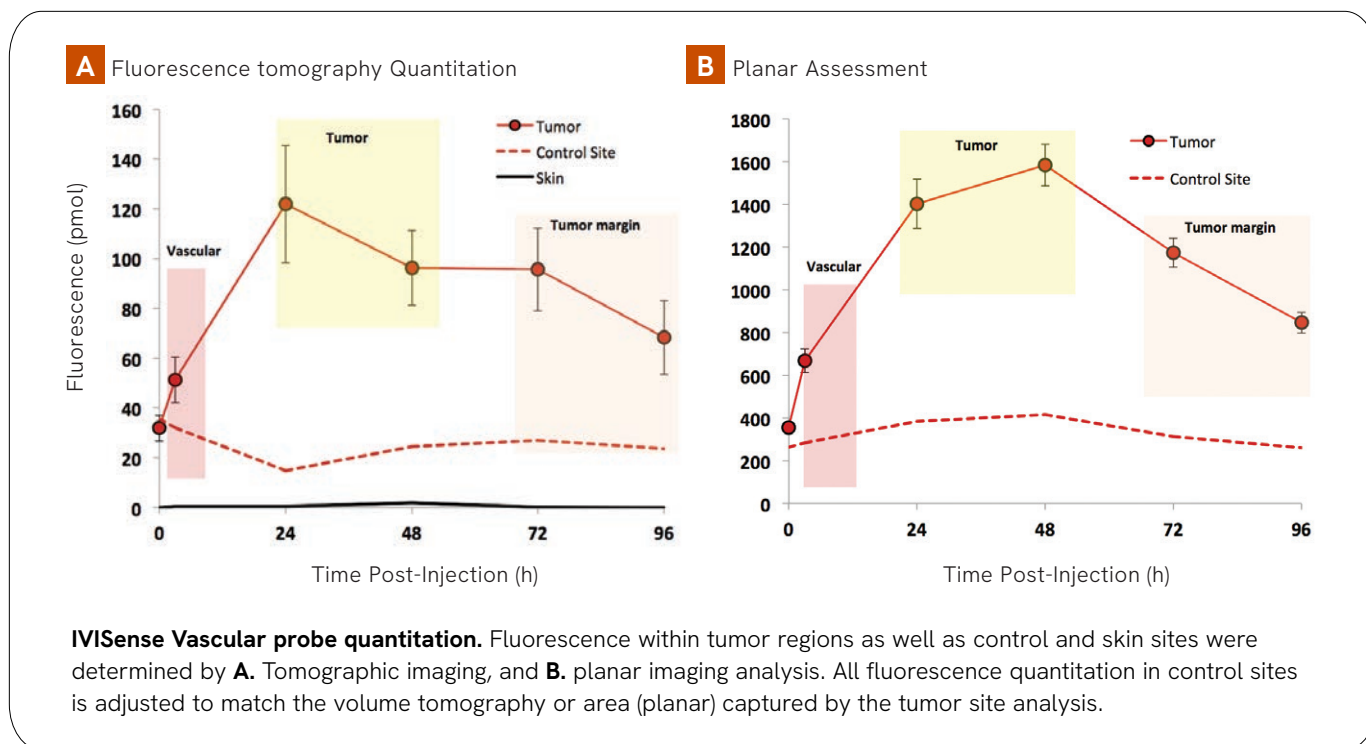 A Fluorescence tomography Quantitation
160
140
120
100
80
60
40
20
0
Fluorescence (pmol)
Tumor
Control Site
Skin
Vascular
Tumor
Tumor margin
0 24 48 72 96
Time Post-Injection (h)
B Planar Assessment
1800
1600
1400
1200
1000
800
600
400
200
0
Tumor
Control Site
Vascular
Tumor
Tumor margin
0 24 48 72 96
Time Post-Injection (h)
IVISense Vascular probe quantitation. Fluorescence within tumor regions as well as control and skin sites were
determined by A. Tomographic imaging, and B. planar imaging analysis. All fluorescence quantitation in control sites
is adjusted to match the volume tomography or area (planar) captured by the tumor site analysis.